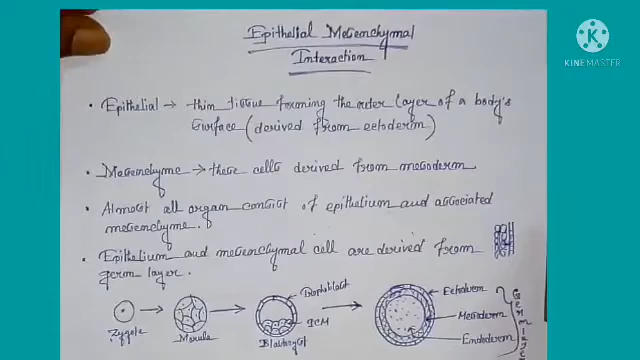 Epithelial Mesenchymal
Interaction
KINEMASTER
• Epithelial → thin tissue forming the outer layer of a body's
surface (derived from ectoderm)
• Mesenchyme → these cells derived from mesoderm
• Almost all organ consist of epithelium and associated
mesenchyme.
• Epithelium and mesenchymal cell are derived from
germ layer.
Zygote
Morula
Blastocyst
Trophoblast
ICM
Ectoderm
Mesoderm
Endoderm